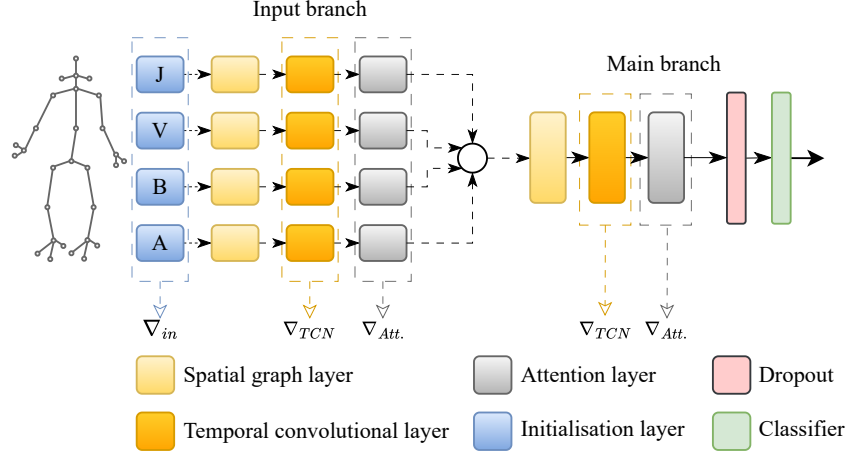 Input branch
Main branch
J
V
B
A
∇in
∇TCN
∇Att.
∇TCN
∇Att.
Spatial graph layer
Attention layer
Dropout
Temporal convolutional layer
Initialisation layer
Classifier